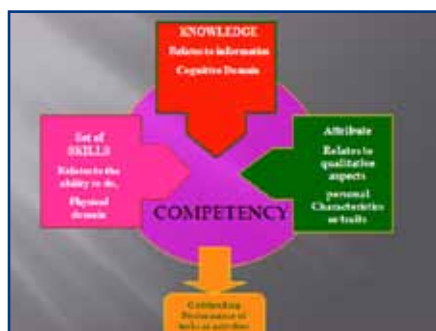 KNOWLEDGE
Relates to information
Cognitive Domain
Set of
SKILLS
Relates to the
ability to do,
Physical
domain
Attribute
Relates to
qualitative
aspects
personal
Characteristics
or traits
COMPETENCY
Outstanding
Performance of
tasks or activities